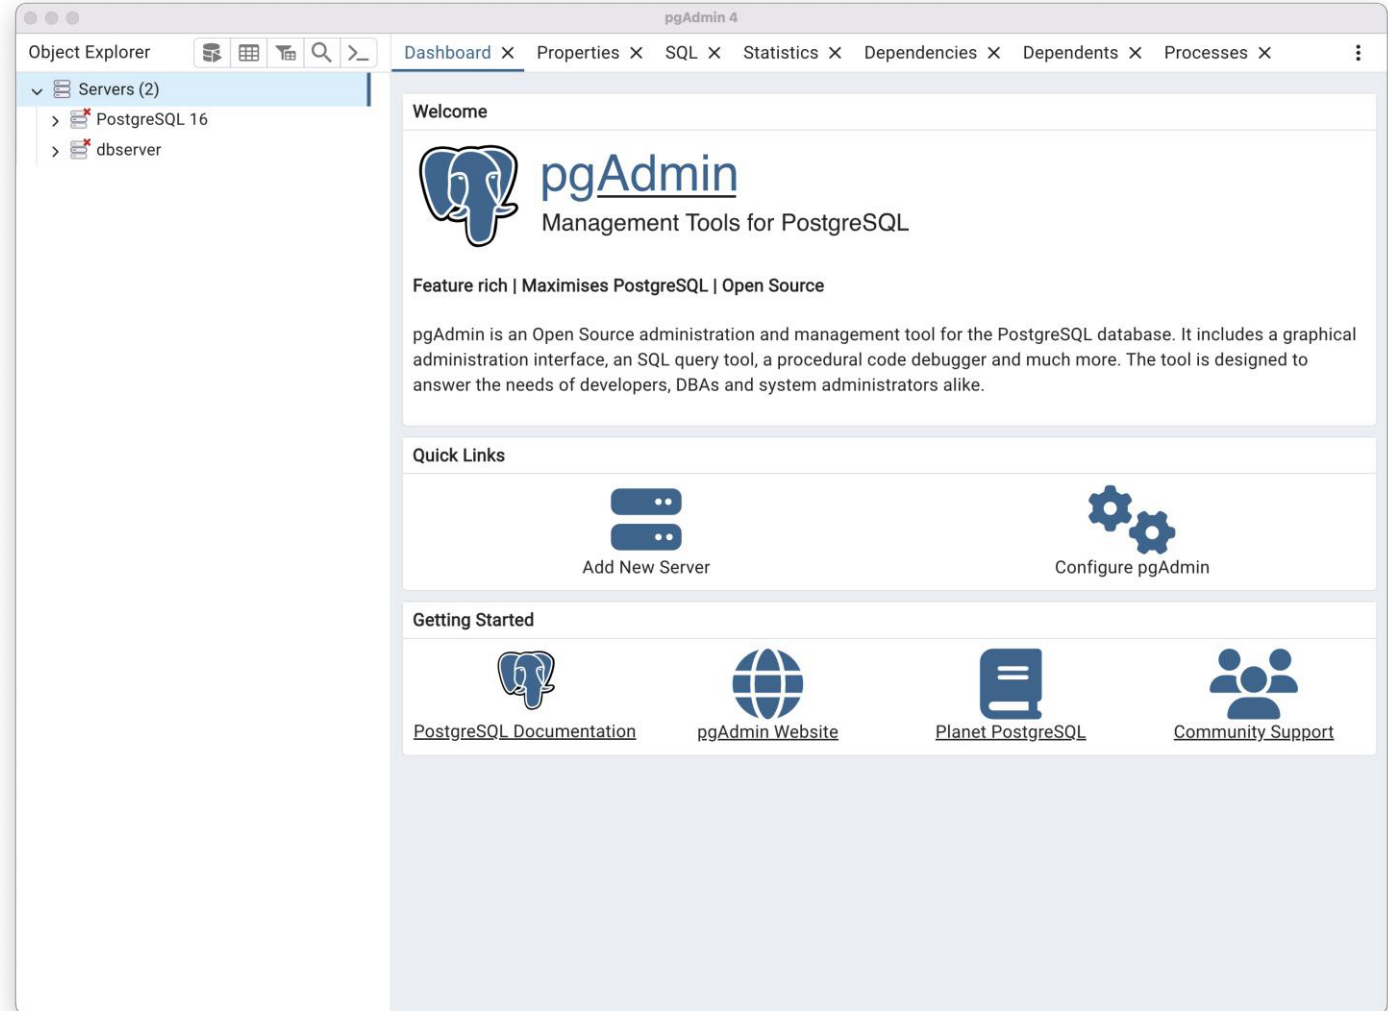 pgAdmin 4
Object Explorer
Dashboard
Properties
SQL
Statistics
Dependencies
Dependents
Processes
Servers (2)
PostgreSQL 16
dbserver
Welcome
pgAdmin
Management Tools for PostgreSQL
Feature rich | Maximises PostgreSQL | Open Source
pgAdmin is an Open Source administration and management tool for the PostgreSQL database. It includes a graphical
administration interface, an SQL query tool, a procedural code debugger and much more. The tool is designed to
answer the needs of developers, DBAs and system administrators alike.
Quick Links
Add New Server
Configure pgAdmin
Getting Started
PostgreSQL Documentation
pgAdmin Website
Planet PostgreSQL
Community Support